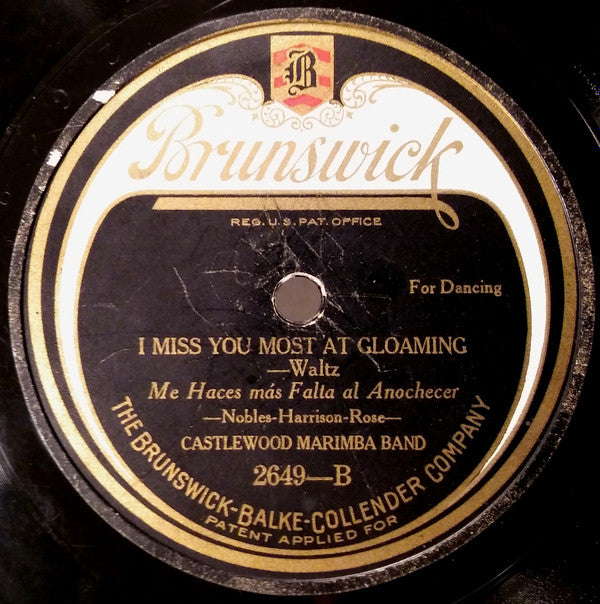 B
Brunswick
REG. U.S. PAT. OFFICE
For Dancing
I MISS YOU MOST AT GLOAMING
—Waltz
Me Haces más Falta al Anochecer
—Nobles-Harrison-Rose—
CASTLEWOOD MARIMBA BAND
2649—B
THE BRUNSWICK-BALKE-COLLENDER COMPANY
PATENT APPLIED FOR